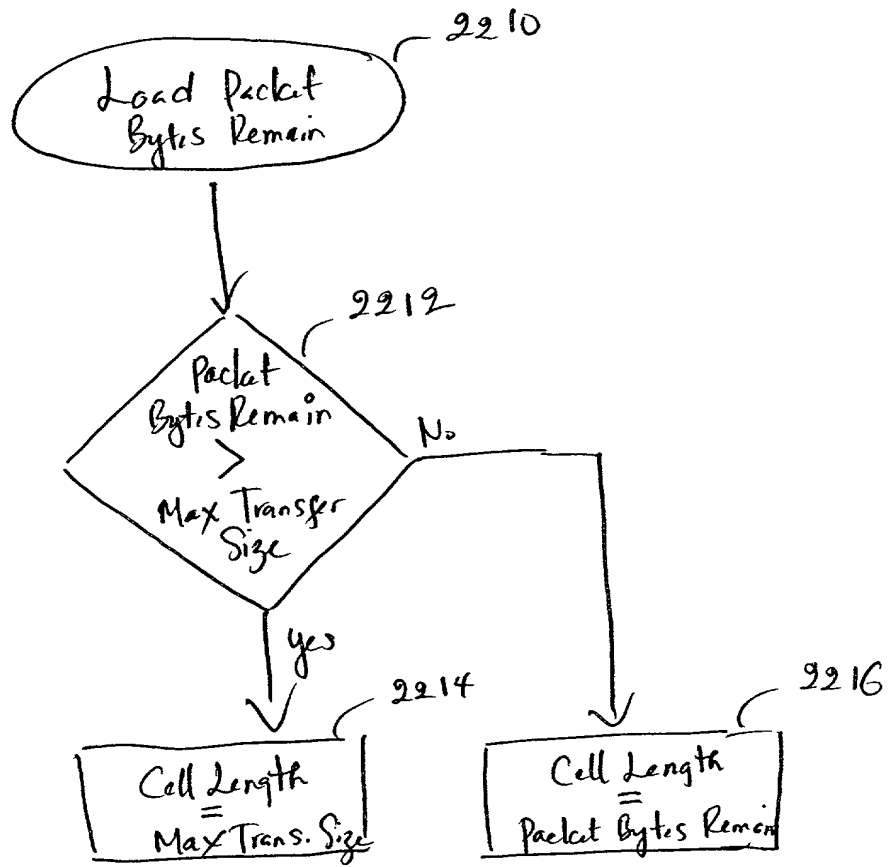 2210
Load Packet
Bytes Remain
2212
Packet
Bytes Remain
>
Max Transfer
Size
No
yes
2214
2216
Cell Length
=
Max Trans. Size
Cell Length
=
Packet Bytes Remain